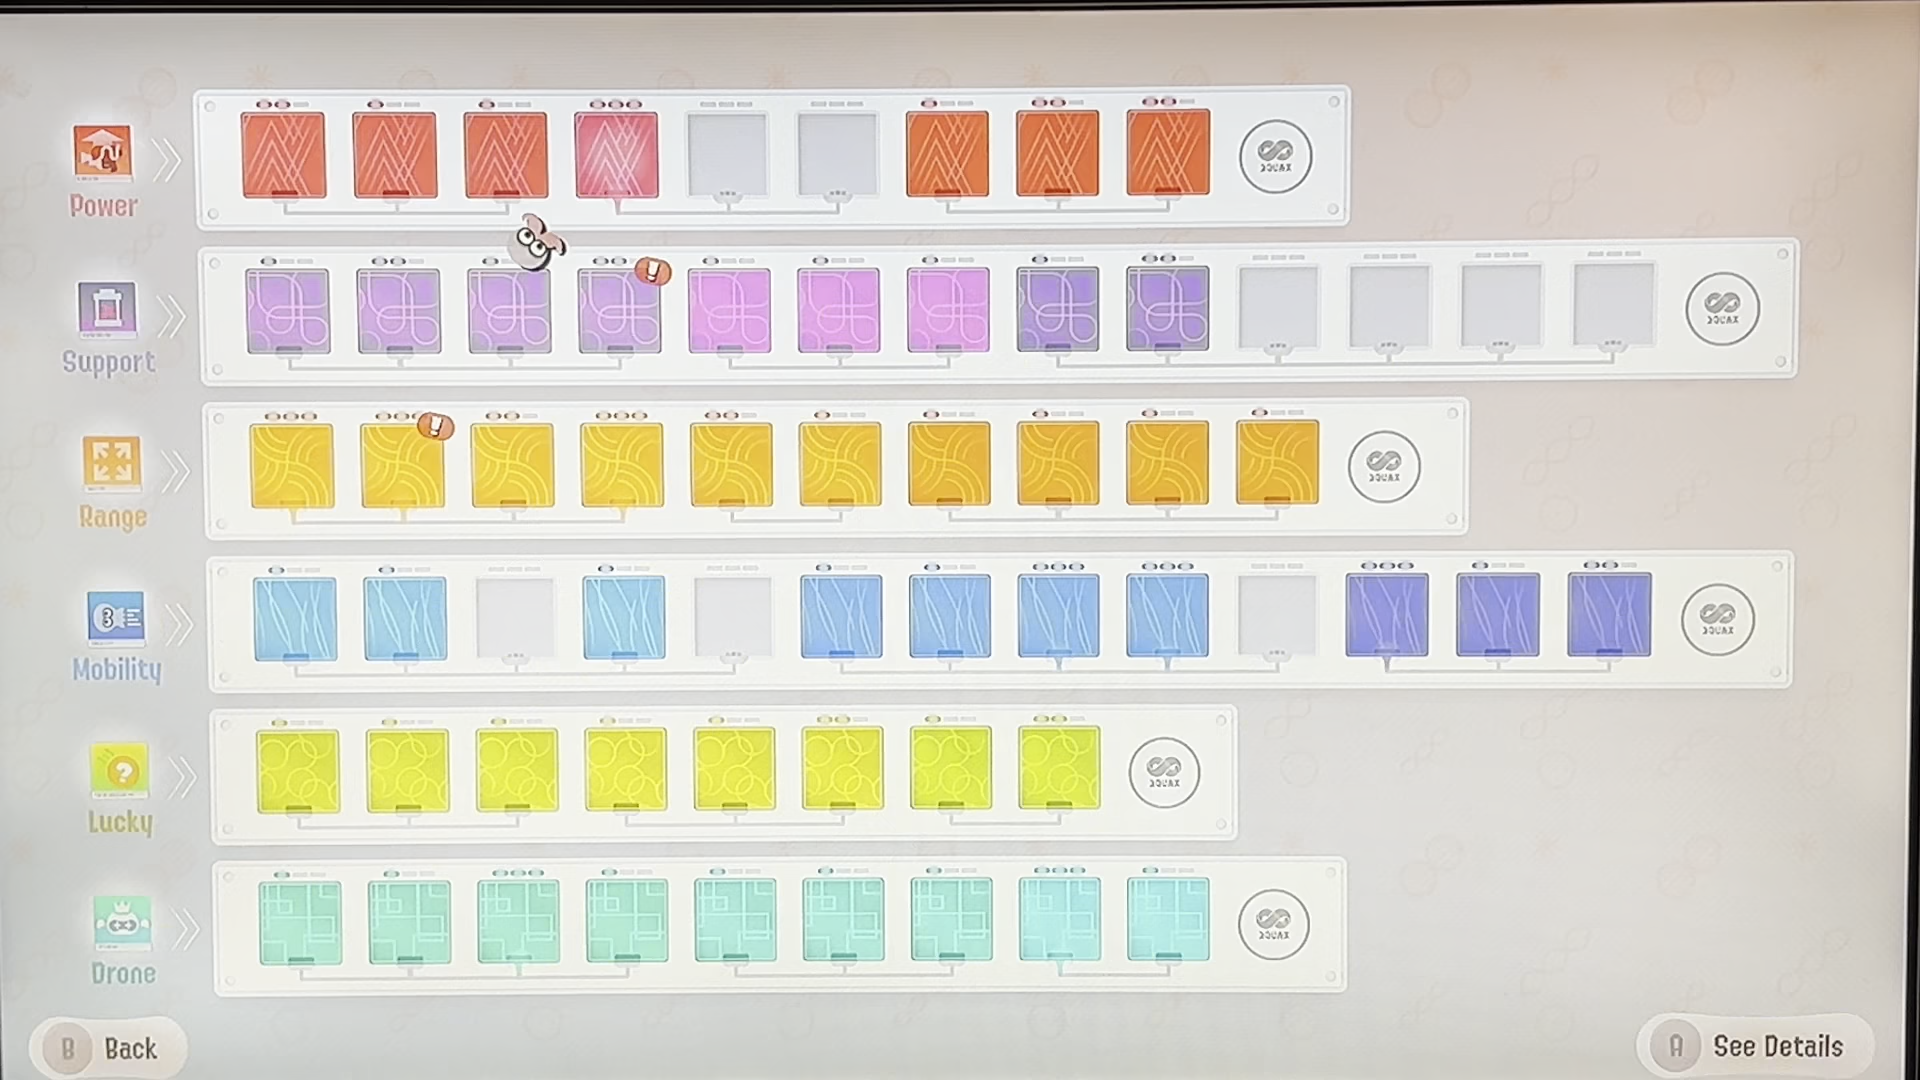 Power
Support
Range
Mobility
Lucky
Drone
B Back
A See Details